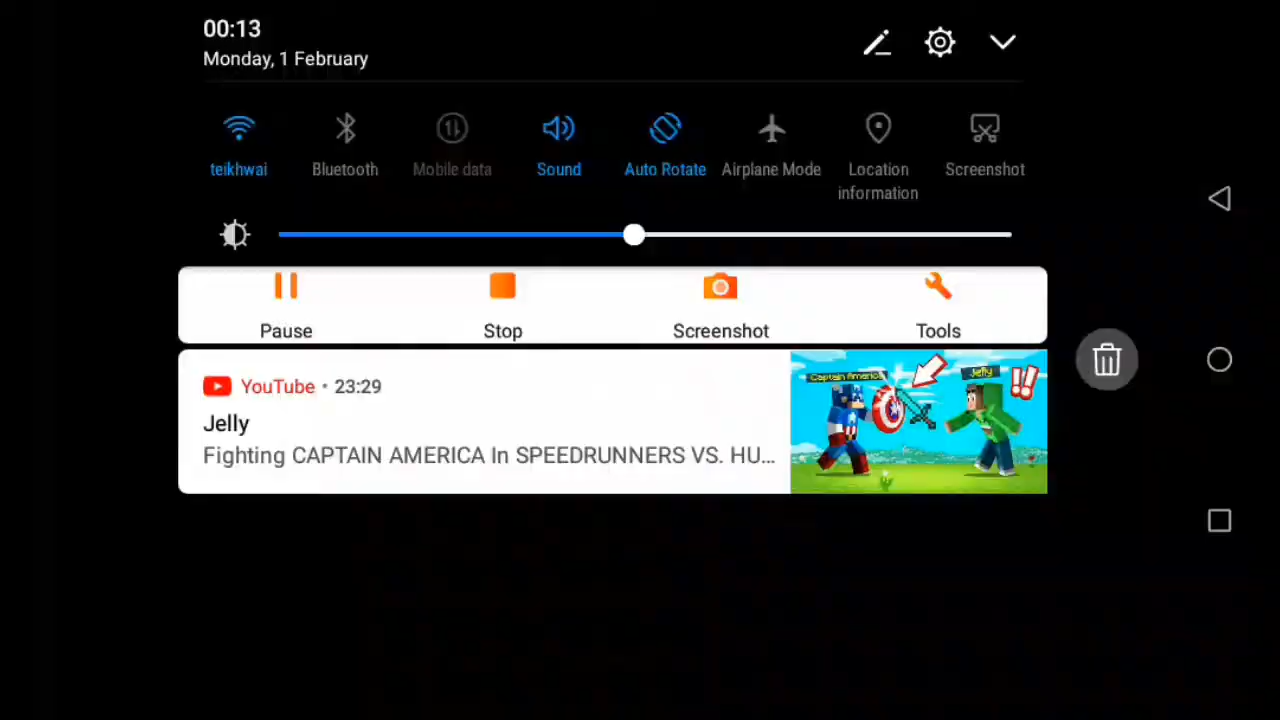 00:13
Monday, 1 February
teikhwai
Bluetooth
Mobile data
Sound
Auto Rotate
Airplane Mode
Location
information
Screenshot
Pause
Stop
Screenshot
Tools
YouTube • 23:29
Jelly
Fighting CAPTAIN AMERICA In SPEEDRUNNERS VS. HU...
Captain America
Jelly
!!